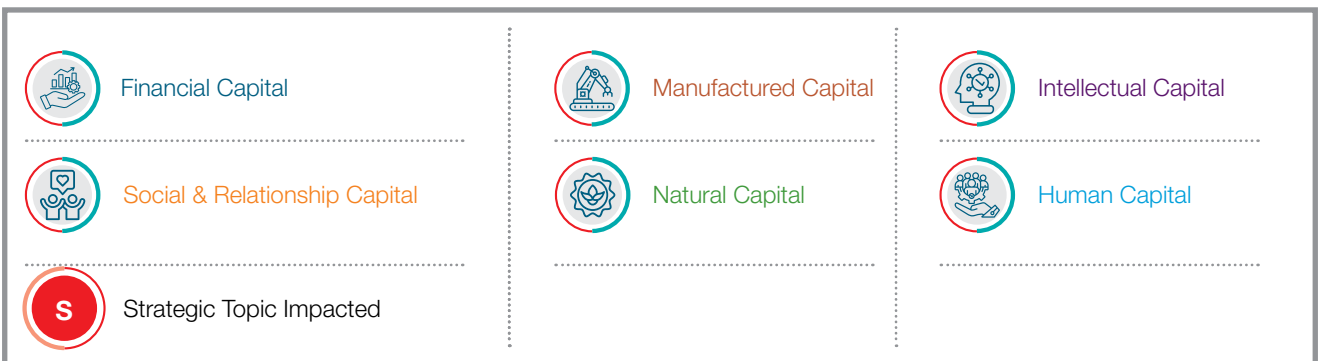 Financial Capital
Manufactured Capital
Intellectual Capital
Social & Relationship Capital
Natural Capital
Human Capital
S
Strategic Topic Impacted